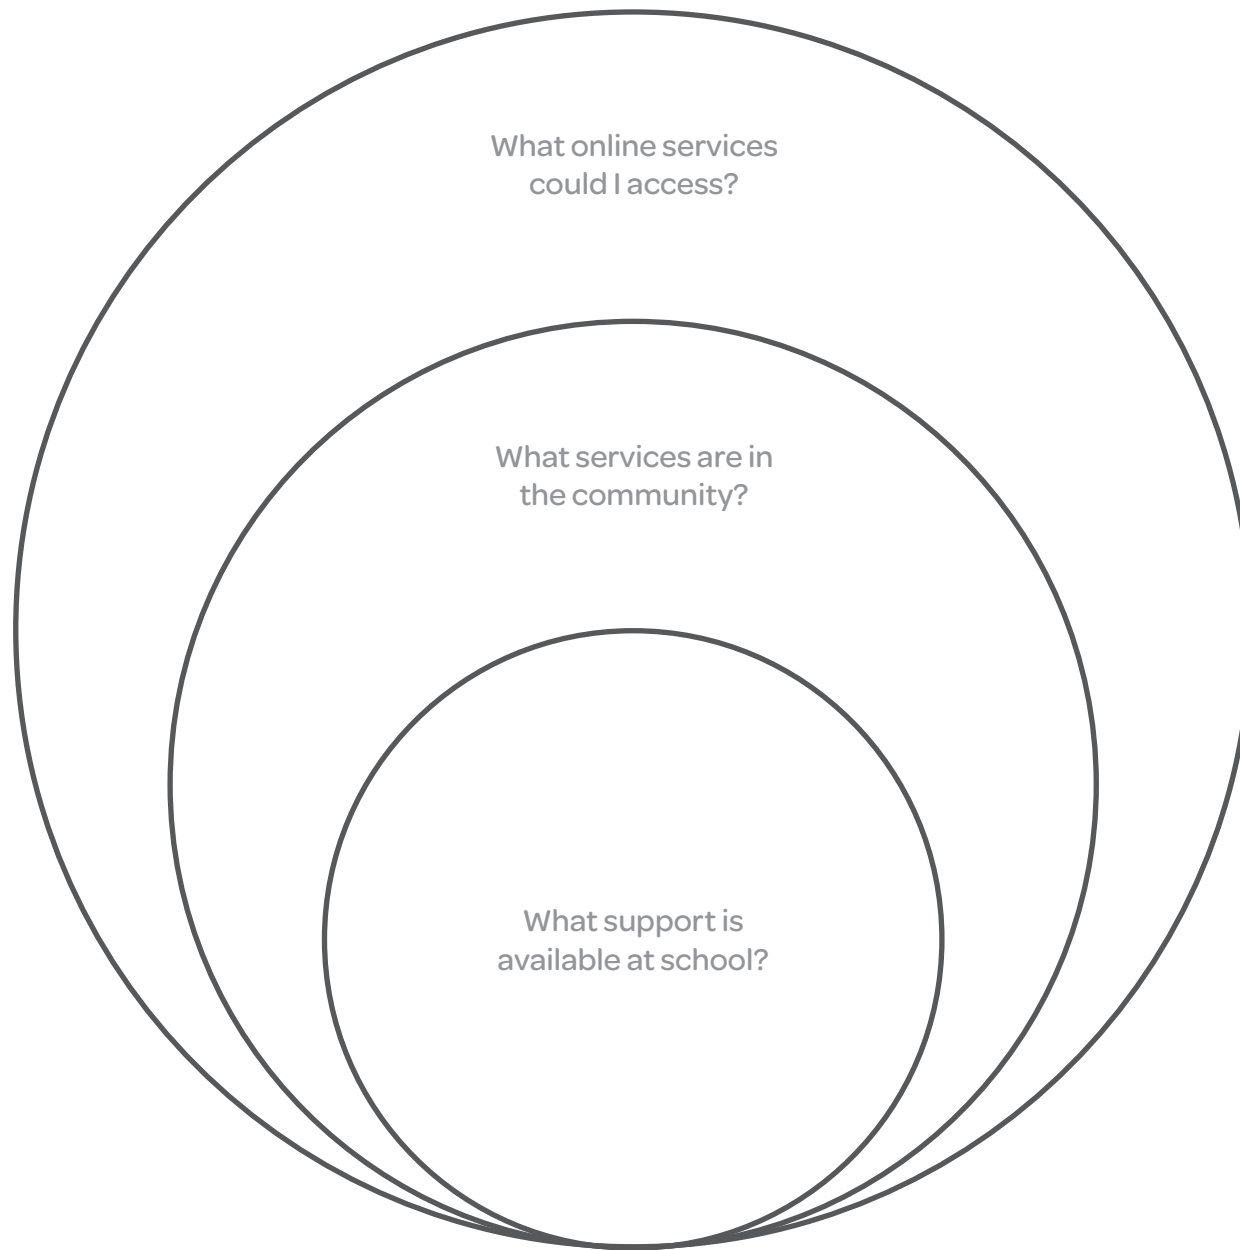 What online services
could I access?
What services are in
the community?
What support is
available at school?